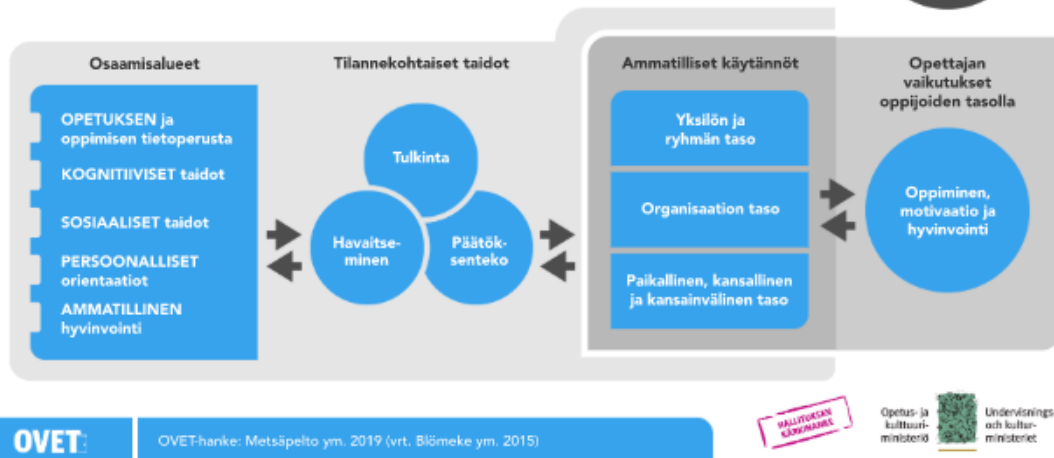 Osaamisalueet
OPETUKSEN ja
oppimisen tietoperusta
KOGNITIIVISET taidot
SOSIAALISET taidot
PERSOONALLISET
orientaatiot
AMMATILLINEN
hyvinvointi
Tilannekohtaiset taidot
Tulkinta
Havaitse-
minen
Päätök-
senteko
Ammatilliset käytännöt
Yksilön ja
ryhmän taso
Organisaation taso
Paikallinen, kansallinen
ja kansainvälinen taso
Opettajan
vaikutukset
oppijoiden tasolla
Oppiminen,
motivaatio ja
hyvinvointi
OVET
OVET-hanke: Metsäpelto ym. 2019 (vrt. Blömeke ym. 2015)
HALLITUKSEN
KÄRKIHANKE
Opetus- ja
kulttuuri-
ministeriö
Undervisnings-
och kultur-
ministeriet